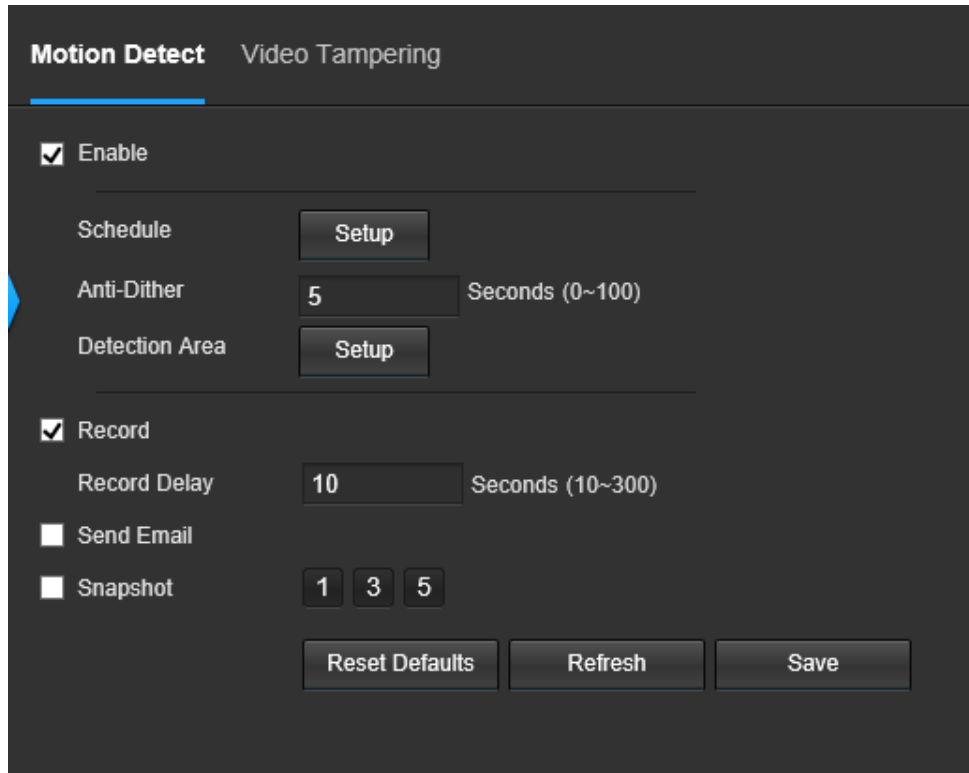 Motion Detect Video Tampering
Enable
Schedule Setup
Anti-Dither 5 Seconds (0~100)
Detection Area Setup
Record
Record Delay 10 Seconds (10~300)
Send Email
Snapshot 1 3 5
Reset Defaults Refresh Save